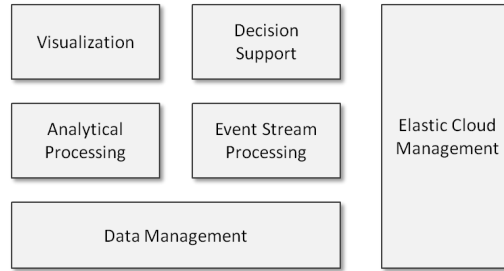 Visualization
Decision
Support
Analytical
Processing
Event Stream
Processing
Elastic Cloud
Management
Data Management